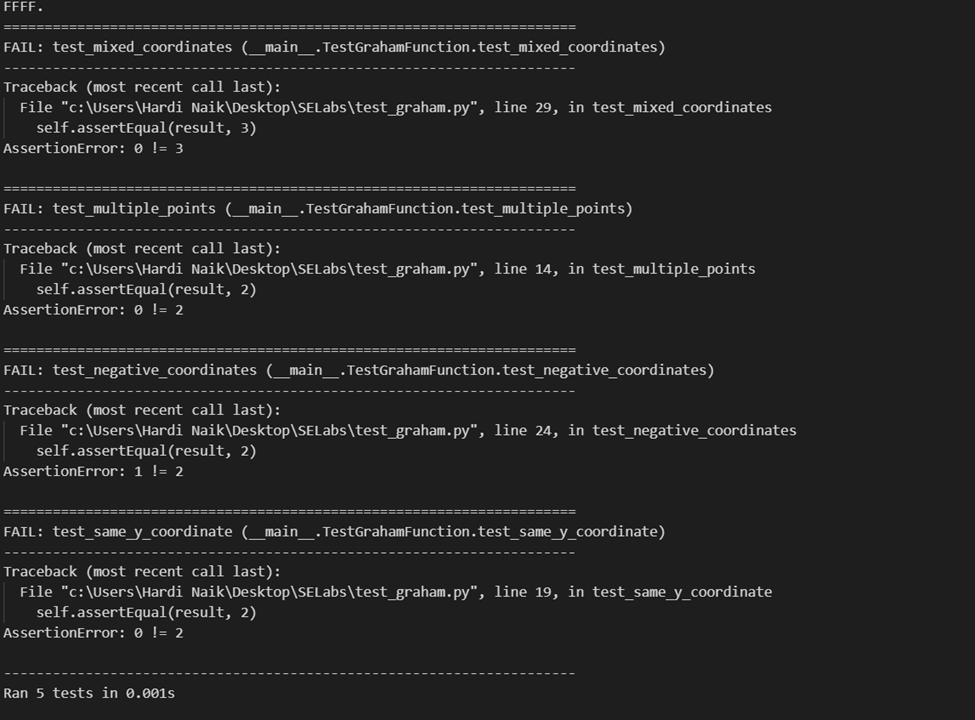 FFFF.
======================================================================
FAIL: test_mixed_coordinates (__main__.TestGrahamFunction.test_mixed_coordinates)
----------------------------------------------------------------------
Traceback (most recent call last):
  File "c:\Users\Hardi Naik\Desktop\SELabs\test_graham.py", line 29, in test_mixed_coordinates
    self.assertEqual(result, 3)
AssertionError: 0 != 3

======================================================================
FAIL: test_multiple_points (__main__.TestGrahamFunction.test_multiple_points)
----------------------------------------------------------------------
Traceback (most recent call last):
  File "c:\Users\Hardi Naik\Desktop\SELabs\test_graham.py", line 14, in test_multiple_points
    self.assertEqual(result, 2)
AssertionError: 0 != 2

======================================================================
FAIL: test_negative_coordinates (__main__.TestGrahamFunction.test_negative_coordinates)
----------------------------------------------------------------------
Traceback (most recent call last):
  File "c:\Users\Hardi Naik\Desktop\SELabs\test_graham.py", line 24, in test_negative_coordinates
    self.assertEqual(result, 2)
AssertionError: 1 != 2

======================================================================
FAIL: test_same_y_coordinate (__main__.TestGrahamFunction.test_same_y_coordinate)
----------------------------------------------------------------------
Traceback (most recent call last):
  File "c:\Users\Hardi Naik\Desktop\SELabs\test_graham.py", line 19, in test_same_y_coordinate
    self.assertEqual(result, 2)
AssertionError: 0 != 2

----------------------------------------------------------------------
Ran 5 tests in 0.001s